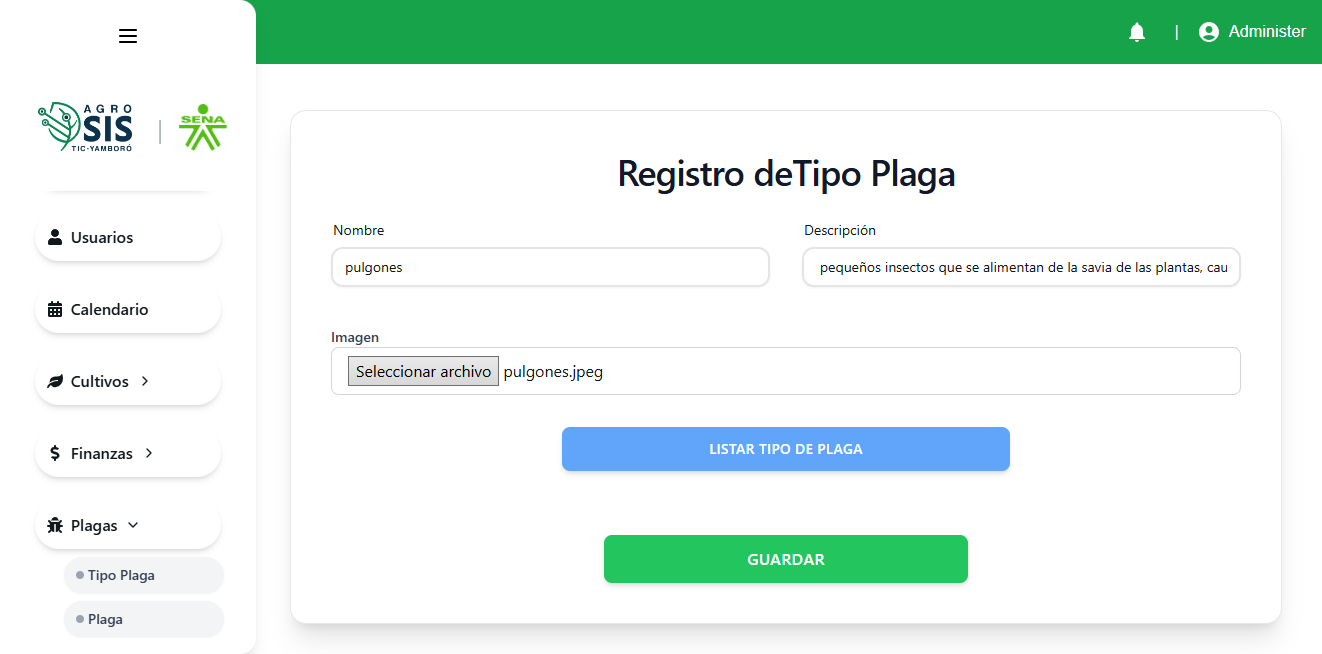 Administer
AGRO
SIS
TIC-YAMBORÓ
SENA
Usuarios
Calendario
Cultivos
Finanzas
Plagas
Tipo Plaga
Plaga
Registro deTipo Plaga
Nombre
Descripción
pulgones
pequeños insectos que se alimentan de la savia de las plantas, cau
Imagen
Seleccionar archivo pulgones.jpeg
LISTAR TIPO DE PLAGA
GUARDAR